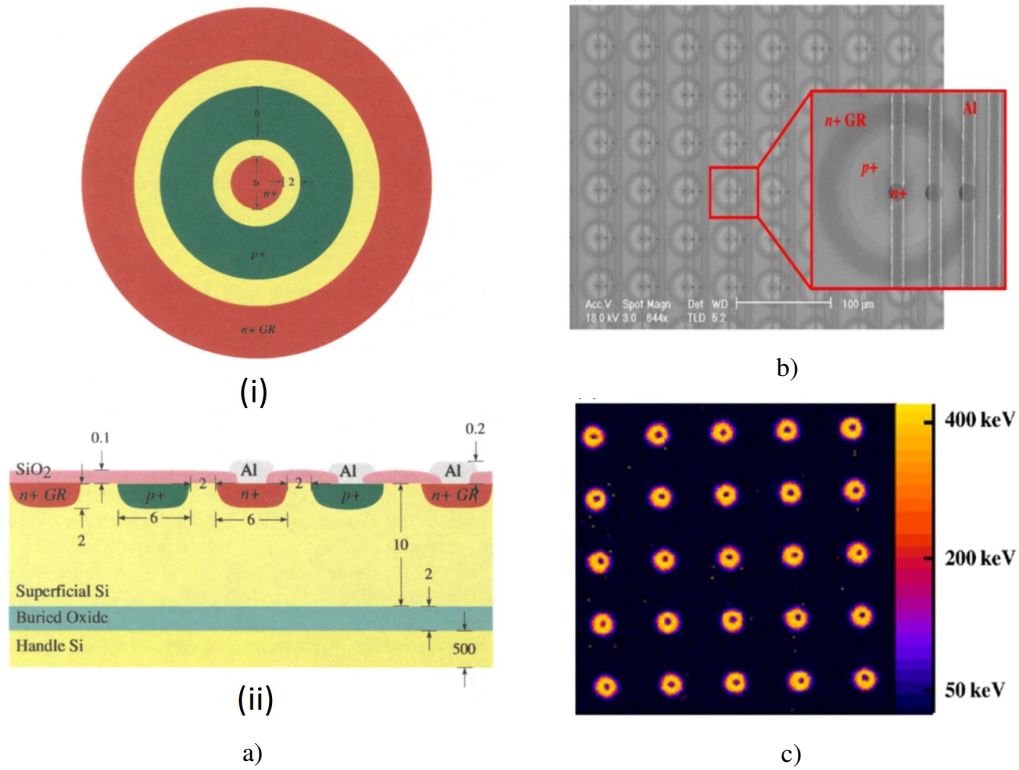 6
6
2
n+
p+
n+ GR
(i)
0.1
0.2
SiO2
Al
Al
Al
n+ GR
p+
2
n+
2
p+
n+ GR
2
6
6
10
Superficial Si
2
Buried Oxide
Handle Si
500
(ii)
a)
n+ GR
Al
p+
n+
Acc.V Spot Magn Det WD
100 µm
18.0 kV 3.0 644x TLD 5.2
b)
400 keV
200 keV
50 keV
c)